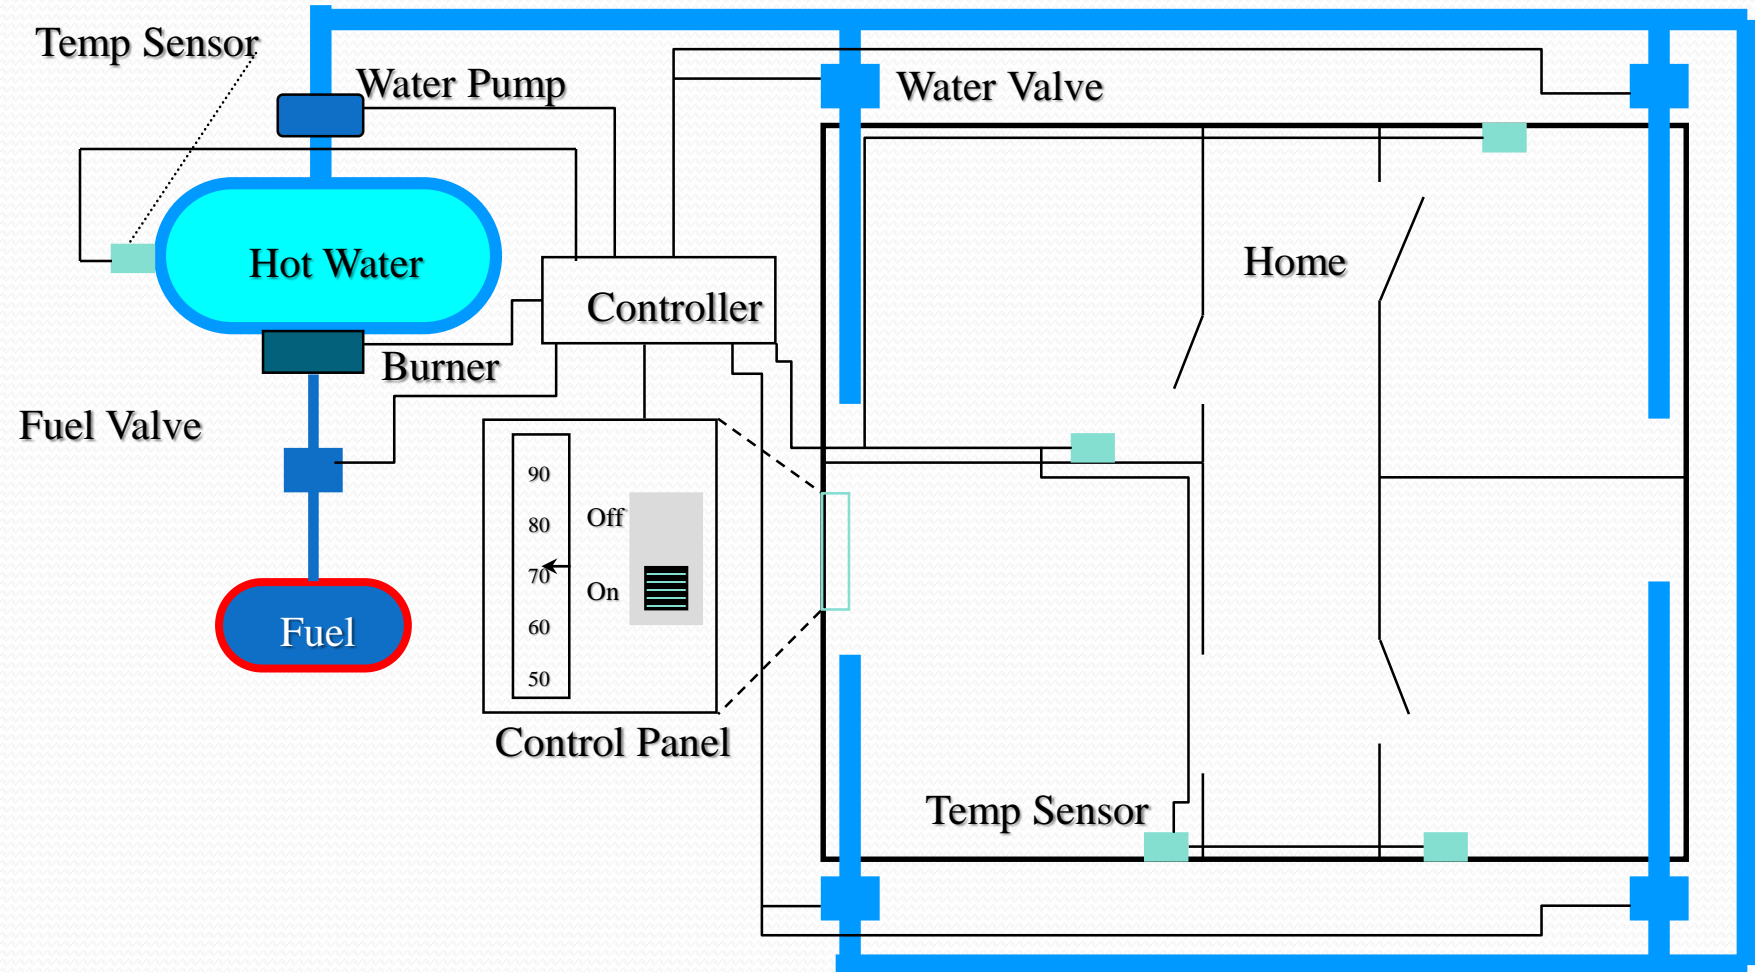 Temp Sensor
Water Pump
Water Valve
Hot Water
Home
Controller
Burner
Fuel Valve
90
80
70
60
50
Off
On
Fuel
Control Panel
Temp Sensor